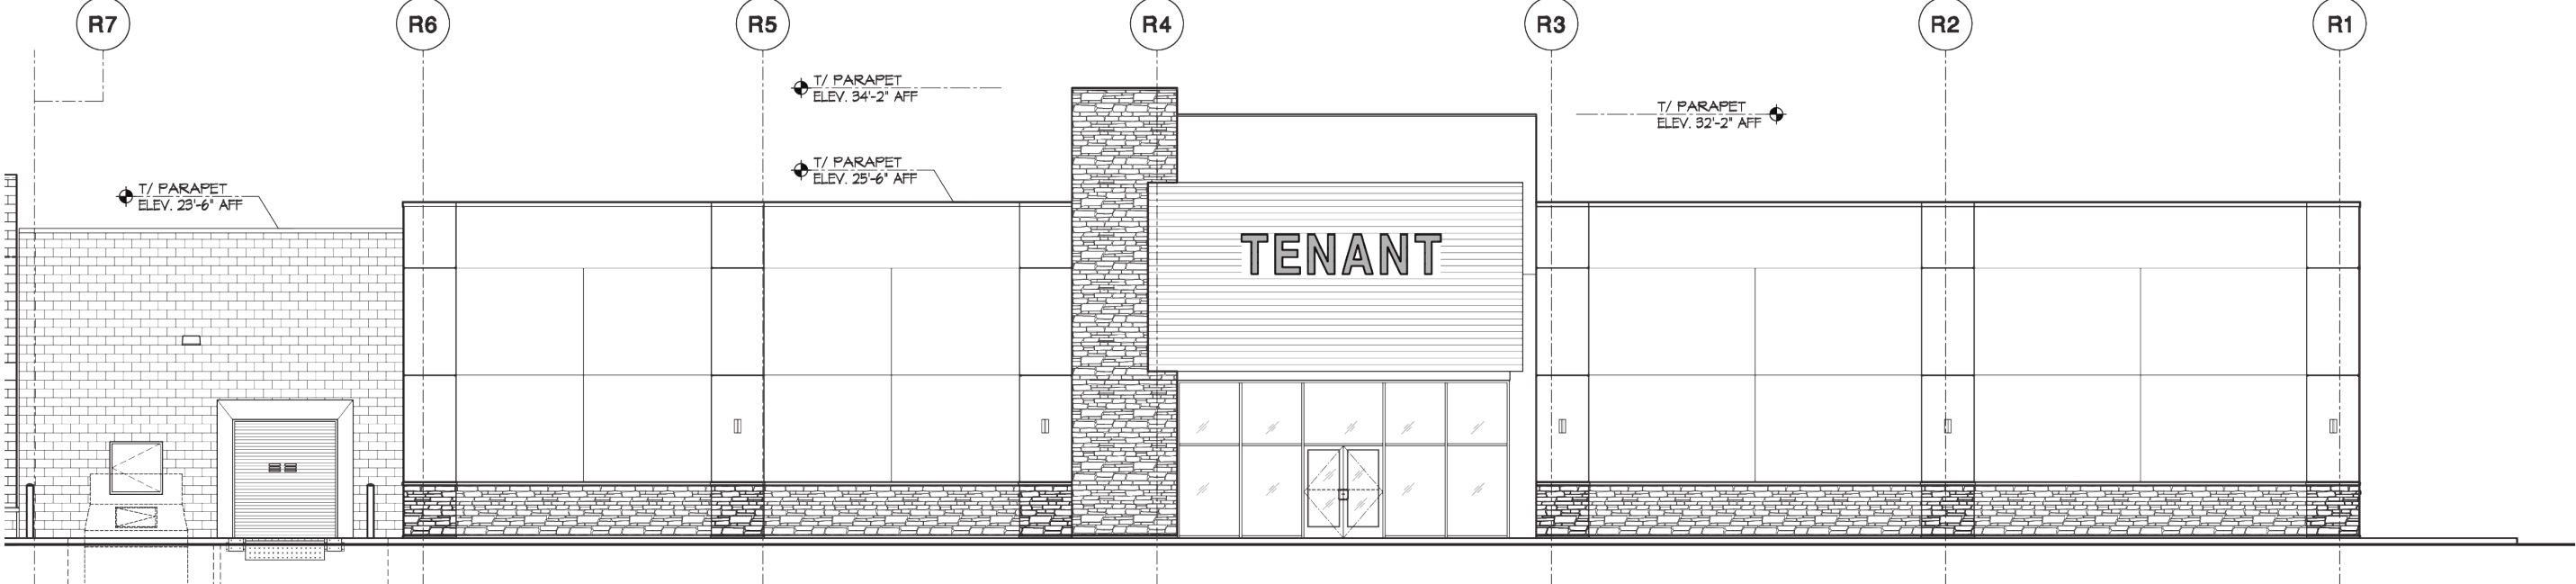 R7
R6
R5
R4
R3
R2
R1
T/ PARAPET
ELEV. 34'-2" AFF
T/ PARAPET
ELEV. 32'-2" AFF
T/ PARAPET
ELEV. 25'-6" AFF
T/ PARAPET
ELEV. 23'-6" AFF
TENANT